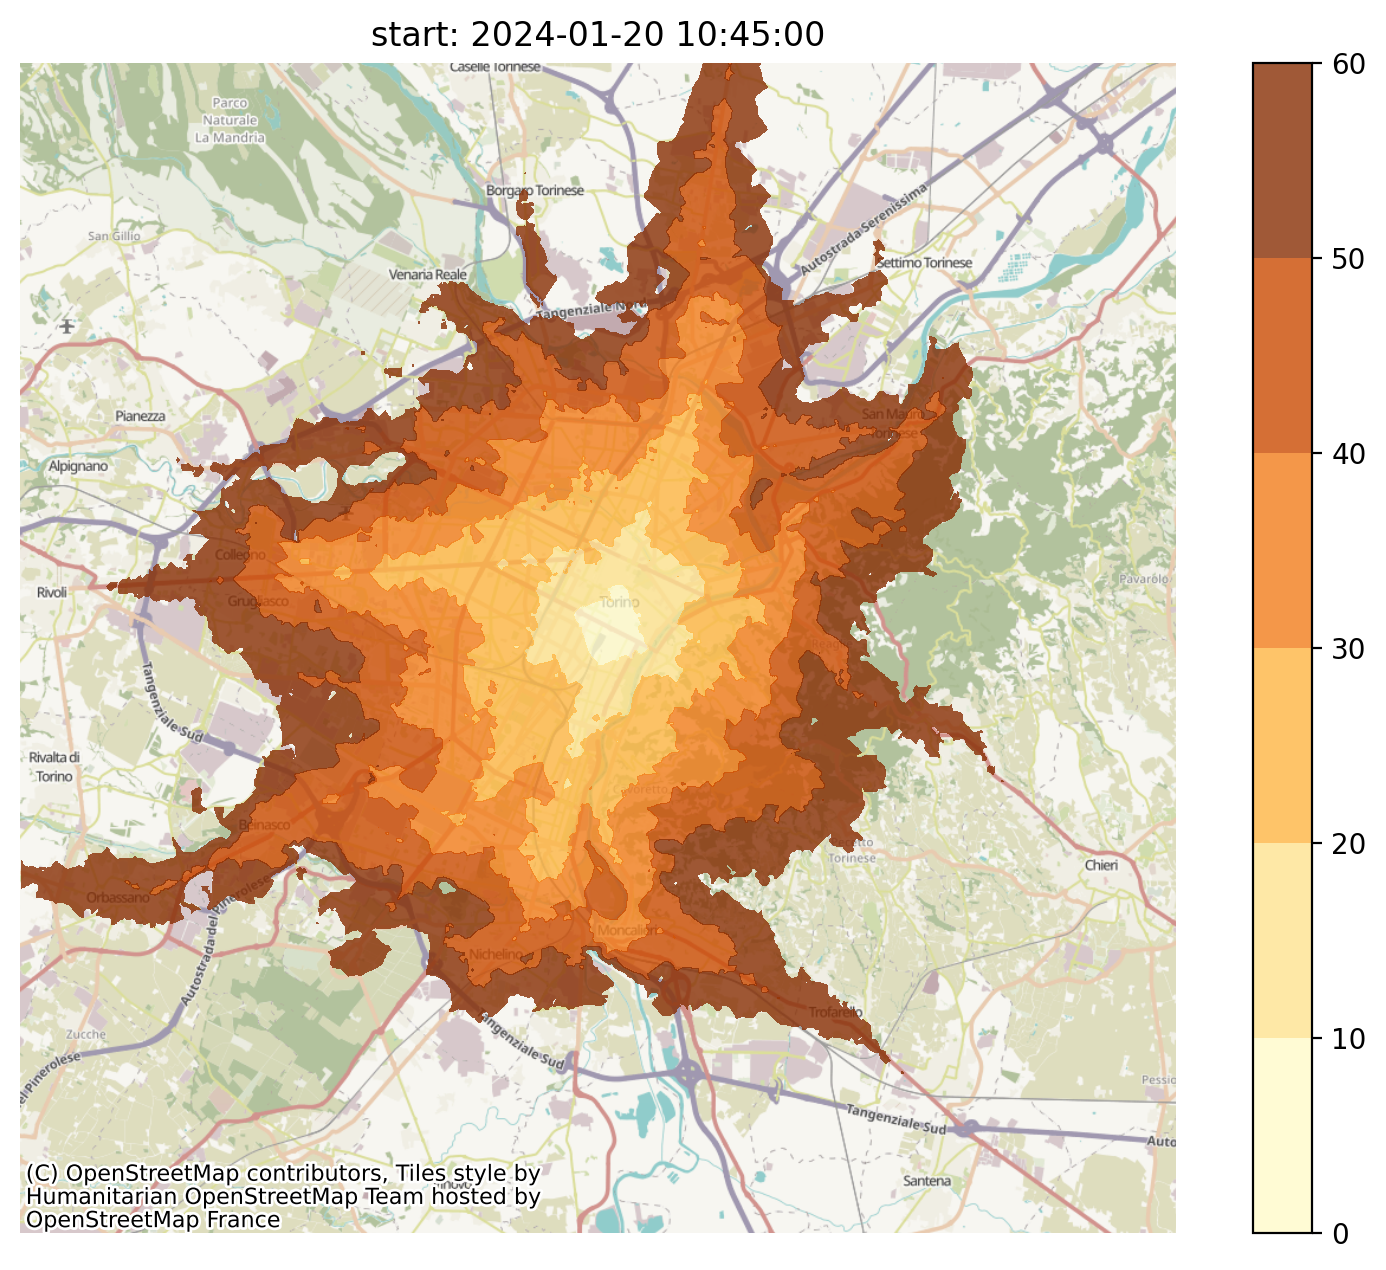 start: 2024-01-20 10:45:00
Caselle Torinese
Parco
Naturale
La Mandria
Borgaro Torinese
San Gillio
Venaria Reale
Autostrada Serenissima
Settimo Torinese
Tangenziale Nord
Pianezza
San Mauro
Torinese
Alpignano
Collegno
Rivoli
Grugliasco
Torino
Pavarolo
Tangenziale Sud
Rivalta di
Torino
Beinasco
Torinese
Chieri
Orbassano
Autostrada del Pinerolese
Moncalieri
Nichelino
Trofarello
Zucche
Tangenziale Sud
Pessio
Tangenziale Sud
Auto
Santena
(C) OpenStreetMap contributors, Tiles style by
Humanitarian OpenStreetMap Team hosted by
OpenStreetMap France
60
50
40
30
20
10
0